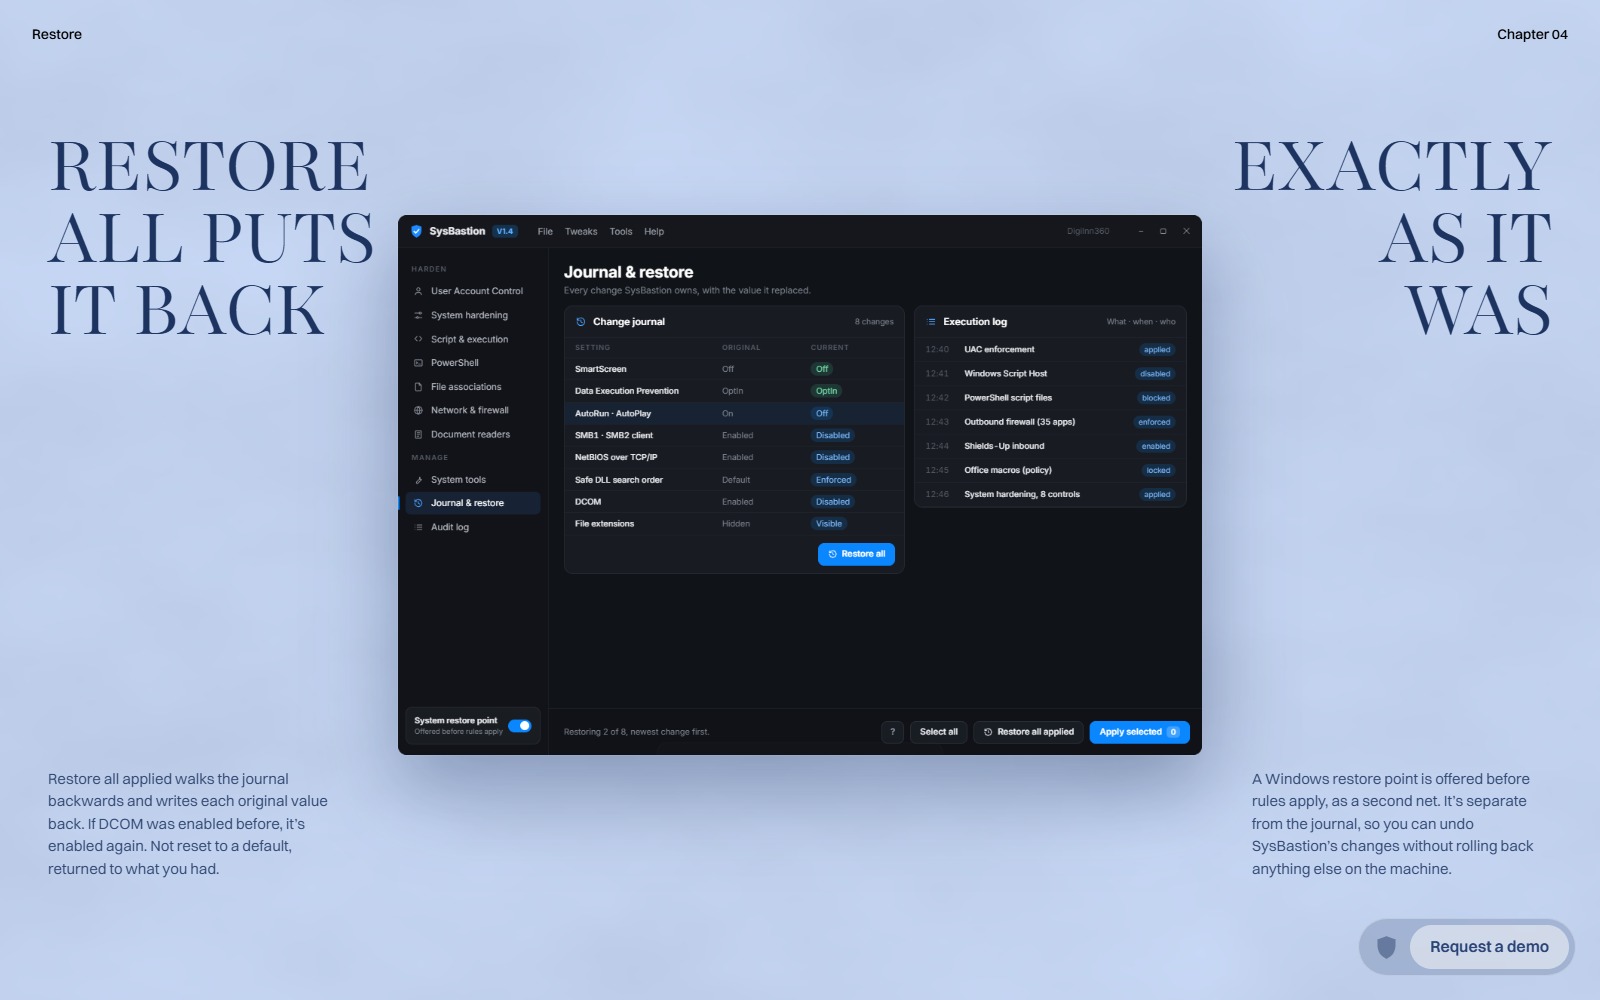 Restore
Chapter 04
RESTORE
ALL PUTS
IT BACK
EXACTLY
AS IT
WAS
SysBastion V1.4 File Tweaks Tools Help DigiInn360
HARDEN
User Account Control
System hardening
Script & execution
PowerShell
File associations
Network & firewall
Document readers
MANAGE
System tools
Journal & restore
Audit log
System restore point
Offered before rules apply
Journal & restore
Every change SysBastion owns, with the value it replaced.
Change journal 8 changes
SETTING ORIGINAL CURRENT
SmartScreen Off Off
Data Execution Prevention OptIn OptIn
AutoRun · AutoPlay On Off
SMB1 · SMB2 client Enabled Disabled
NetBIOS over TCP/IP Enabled Disabled
Safe DLL search order Default Enforced
DCOM Enabled Disabled
File extensions Hidden Visible
Restore all
Execution log What · when · who
12:40 UAC enforcement applied
12:41 Windows Script Host disabled
12:42 PowerShell script files blocked
12:43 Outbound firewall (35 apps) enforced
12:44 Shields-Up inbound enabled
12:45 Office macros (policy) locked
12:46 System hardening, 8 controls applied
Restoring 2 of 8, newest change first.
? Select all Restore all applied Apply selected 0
Restore all applied walks the journal
backwards and writes each original value
back. If DCOM was enabled before, it's
enabled again. Not reset to a default,
returned to what you had.
A Windows restore point is offered before
rules apply, as a second net. It's separate
from the journal, so you can undo
SysBastion's changes without rolling back
anything else on the machine.
Request a demo